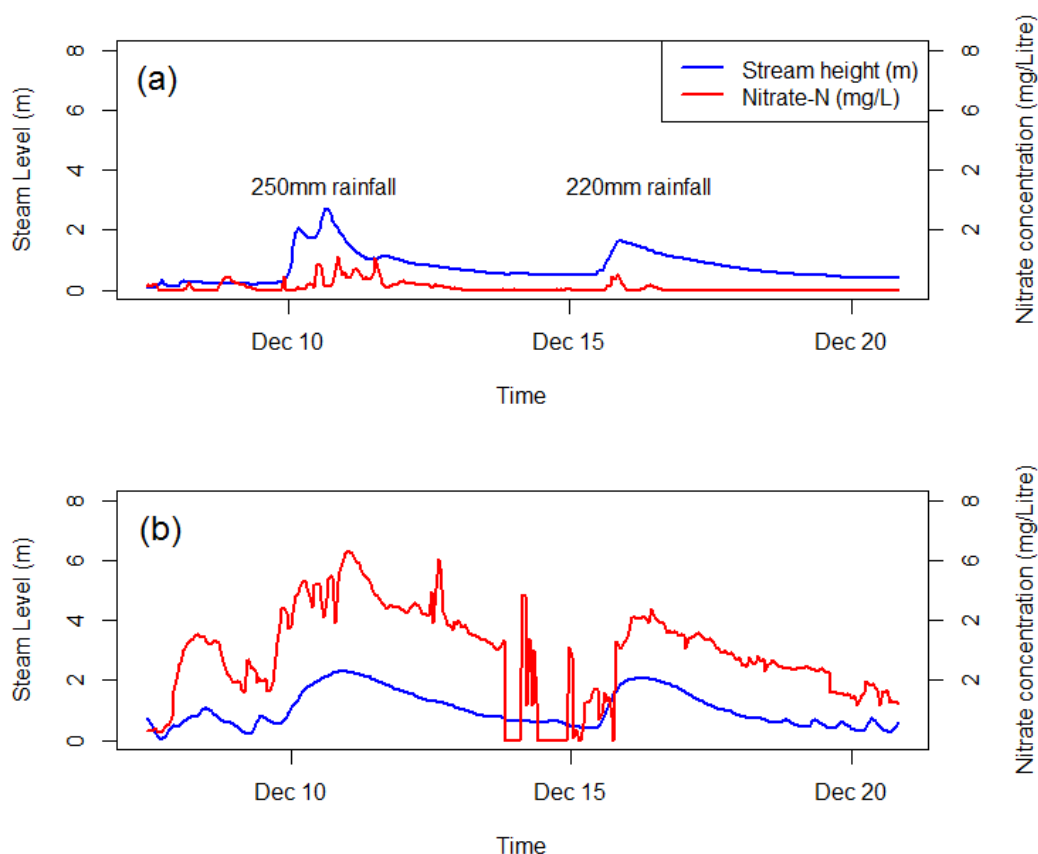 (a)
Stream height (m)
Nitrate-N (mg/L)
250mm rainfall
220mm rainfall
8
6
4
2
0
Steam Level (m)
8
6
2
2
Nitrate concentration (mg/Litre)
Dec 10
Dec 15
Dec 20
Time
(b)
8
6
4
2
0
Steam Level (m)
8
6
2
2
Nitrate concentration (mg/Litre)
Dec 10
Dec 15
Dec 20
Time